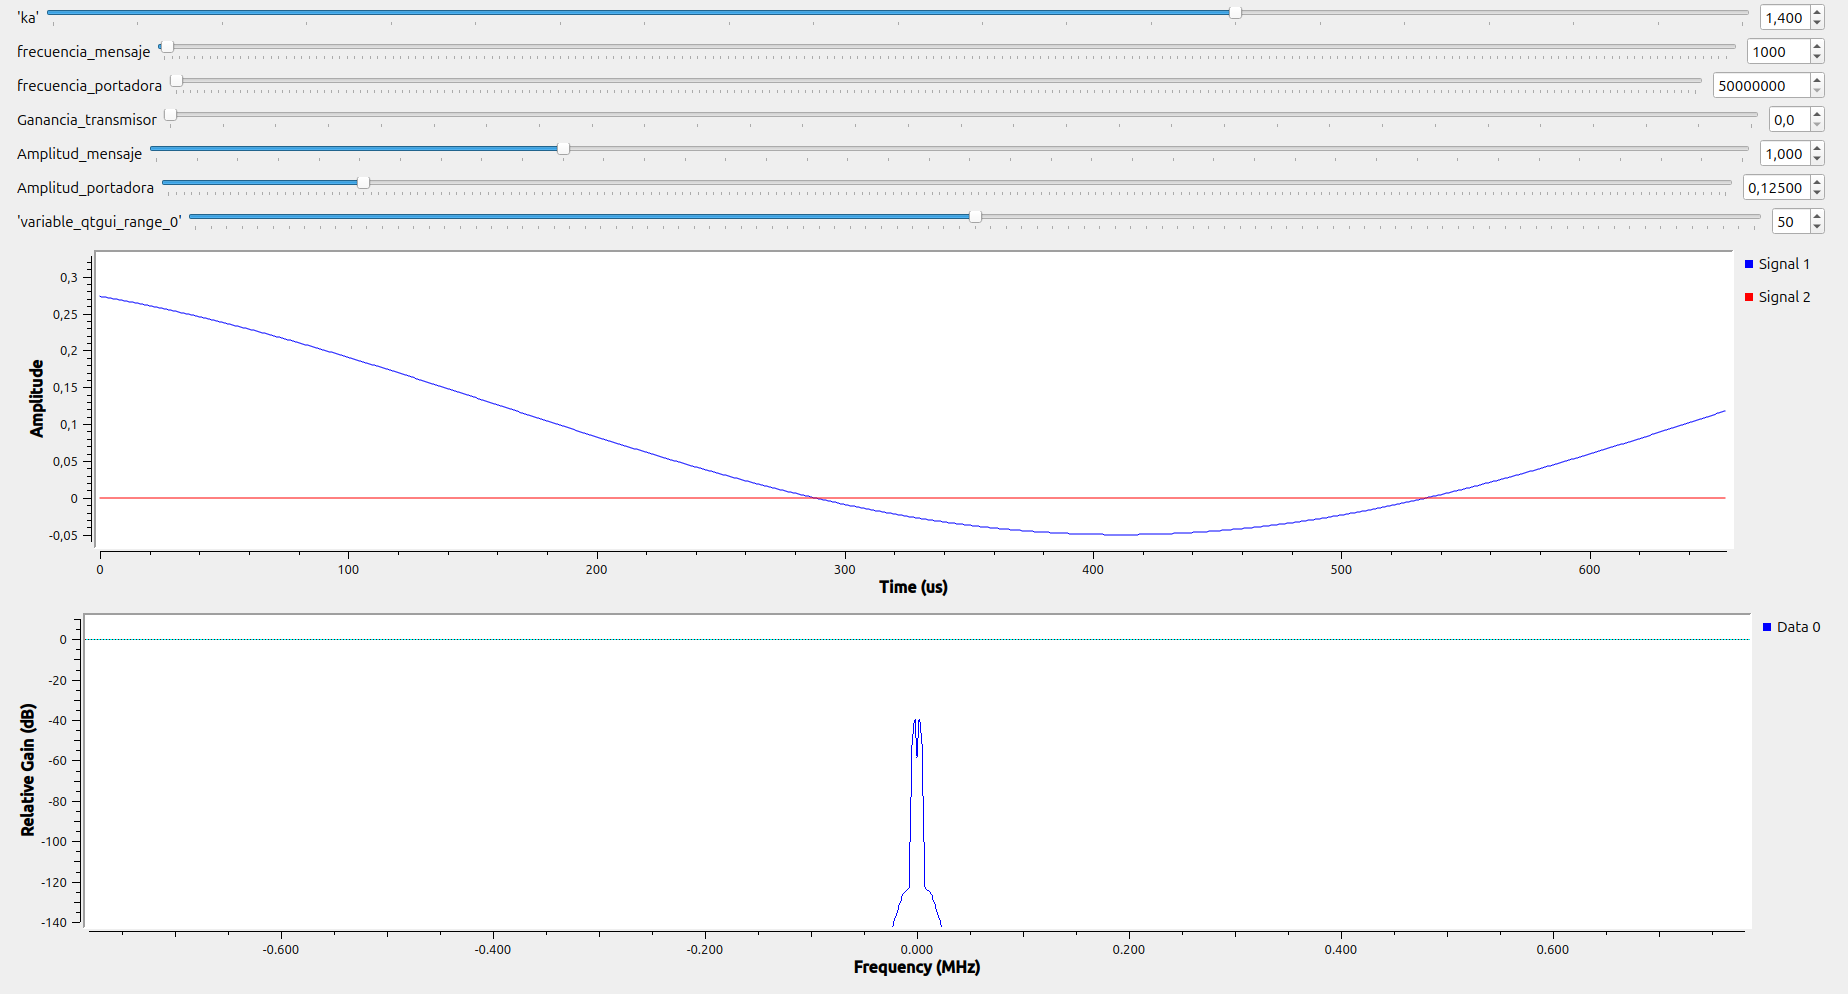 'ka' 1,400
frecuencia_mensaje 1000
frecuencia_portadora 50000000
Ganancia_transmisor 0,0
Amplitud_mensaje 1,000
Amplitud_portadora 0,12500
'variable_qtgui_range_0' 50
Signal 1
Signal 2
Amplitude
0,3
0,25
0,2
0,15
0,1
0,05
0
-0,05
0 100 200 300 400 500 600
Time (us)
Data 0
Relative Gain (dB)
0
-20
-40
-60
-80
-100
-120
-140
-0.600 -0.400 -0.200 0.000 0.200 0.400 0.600
Frequency (MHz)